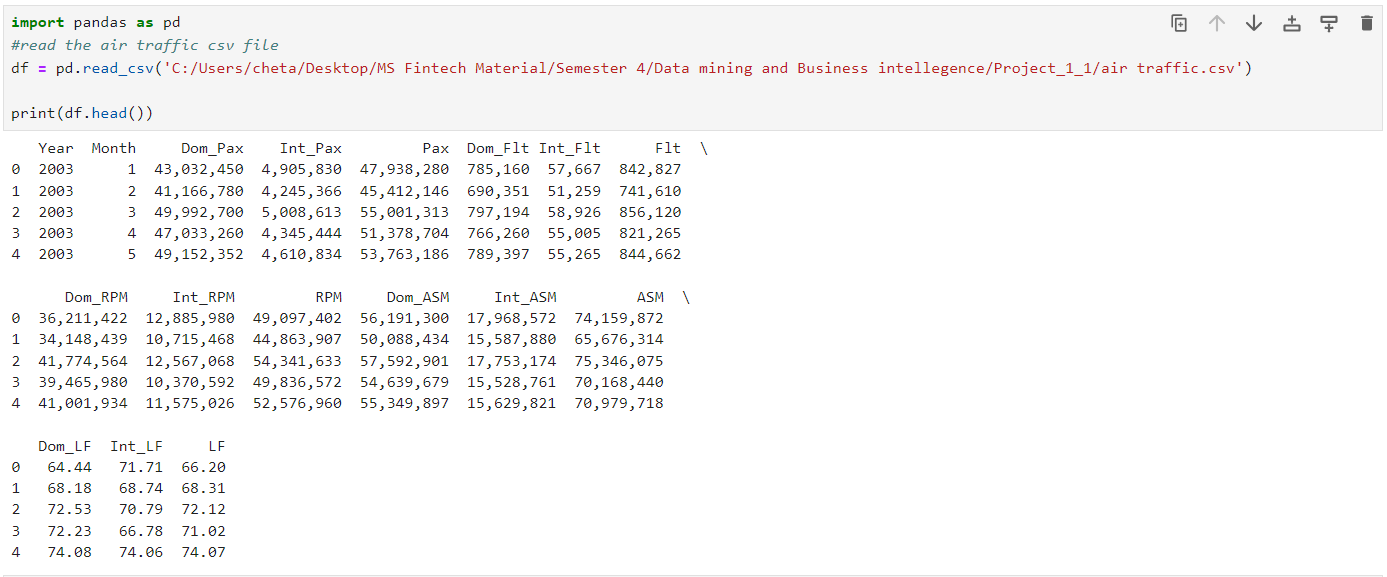 import pandas as pd
#read the air traffic csv file
df = pd.read_csv('C:/Users/cheta/Desktop/MS Fintech Material/Semester 4/Data mining and Business intellegence/Project_1_1/air traffic.csv')
print(df.head())
Year Month Dom_Pax Int_Pax Pax Dom_Flt Int_Flt Flt \
0 2003 1 43,032,450 4,905,830 47,938,280 785,160 57,667 842,827
1 2003 2 41,166,780 4,245,366 45,412,146 690,351 51,259 741,610
2 2003 3 49,992,700 5,008,613 55,001,313 797,194 58,926 856,120
3 2003 4 47,033,260 4,345,444 51,378,704 766,260 55,005 821,265
4 2003 5 49,152,352 4,610,834 53,763,186 789,397 55,265 844,662
Dom_RPM Int_RPM RPM Dom_ASM Int_ASM ASM \
0 36,211,422 12,885,980 49,097,402 56,191,300 17,968,572 74,159,872
1 34,148,439 10,715,468 44,863,907 50,088,434 15,587,880 65,676,314
2 41,774,564 12,567,068 54,341,633 57,592,901 17,753,174 75,346,075
3 39,465,980 10,370,592 49,836,572 54,639,679 15,528,761 70,168,440
4 41,001,934 11,575,026 52,576,960 55,349,897 15,629,821 70,979,718
Dom_LF Int_LF LF
0 64.44 71.71 66.20
1 68.18 68.74 68.31
2 72.53 70.79 72.12
3 72.23 66.78 71.02
4 74.08 74.06 74.07